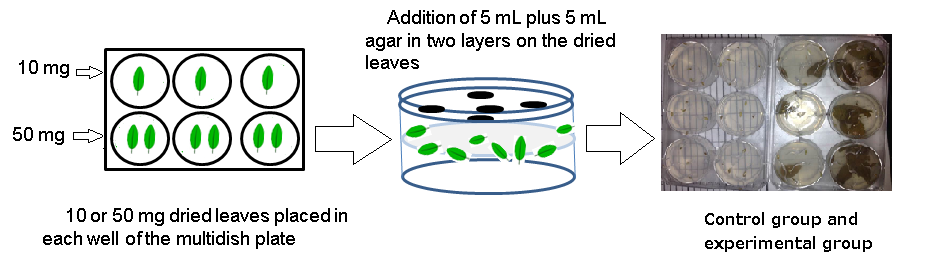 10 mg
50 mg
10 or 50 mg dried leaves placed in
each well of the multidish plate
Addition of 5 mL plus 5 mL
agar in two layers on the dried
leaves
Control group and
experimental group